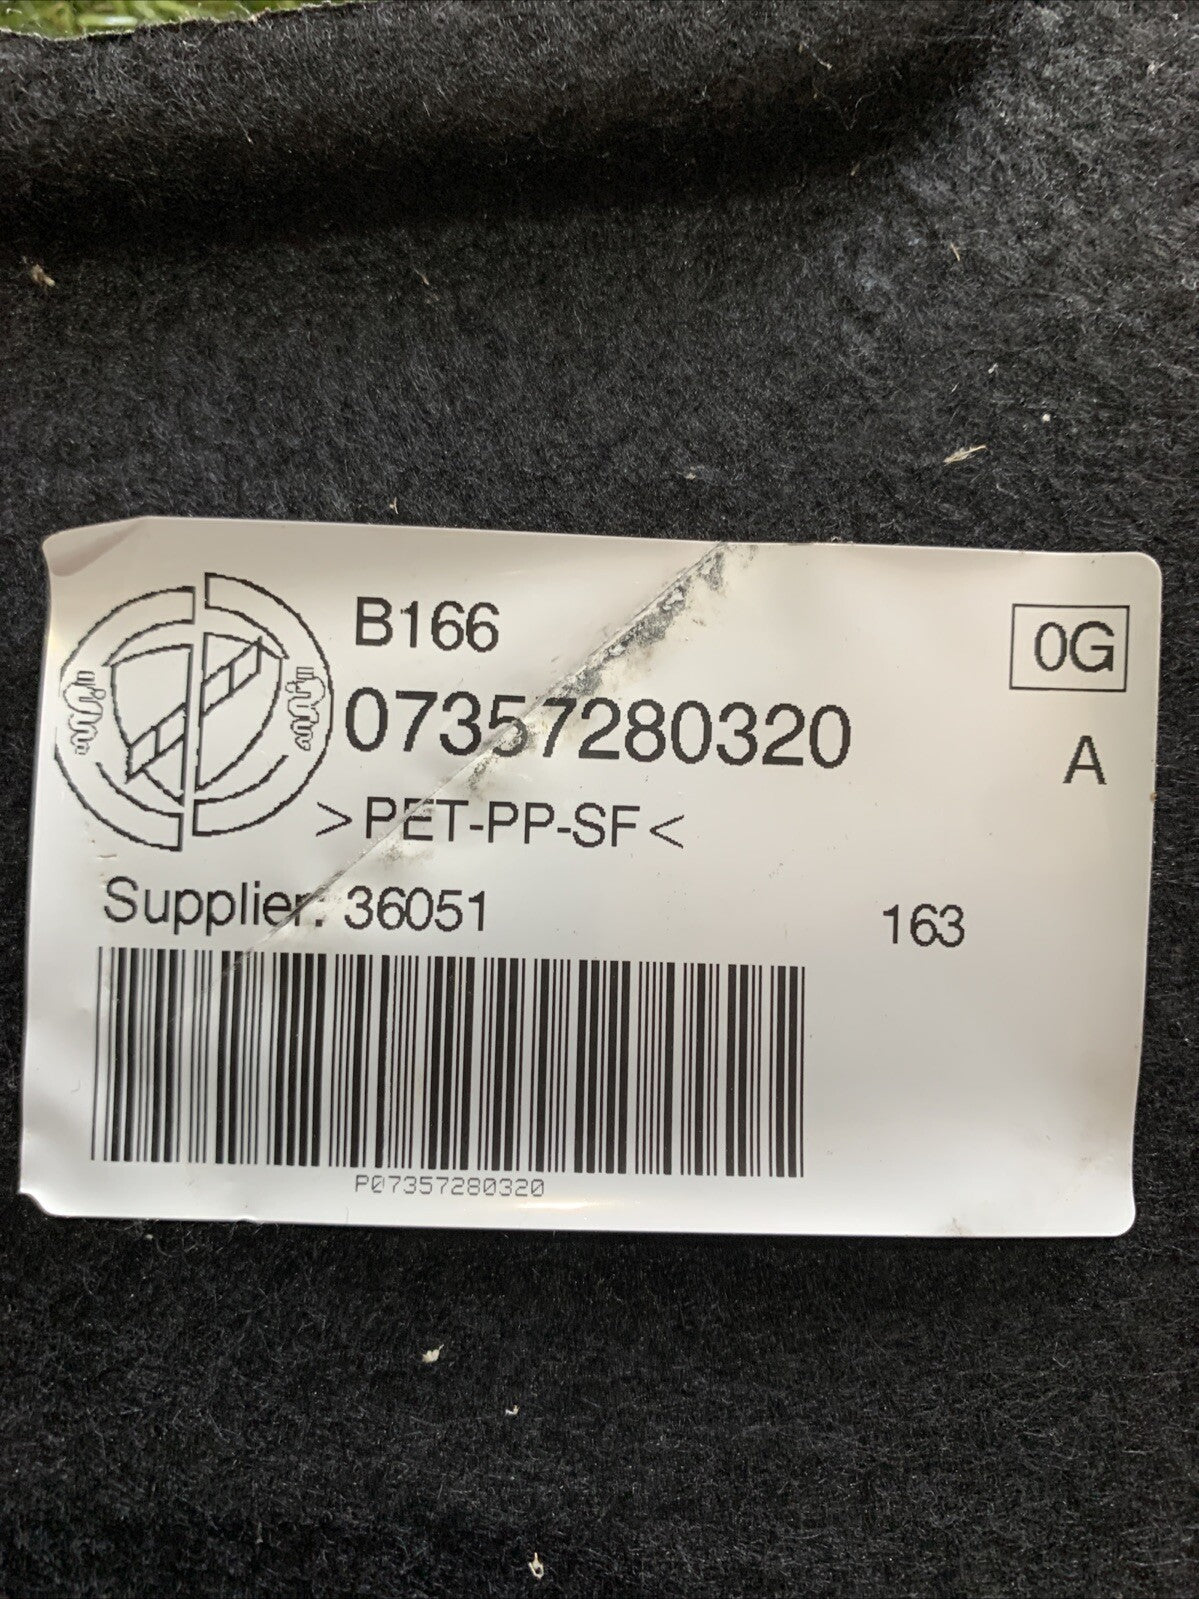 B166
0G
07357280320
A
>PET-PP-SF<
Supplier: 36051
163
P07357280320